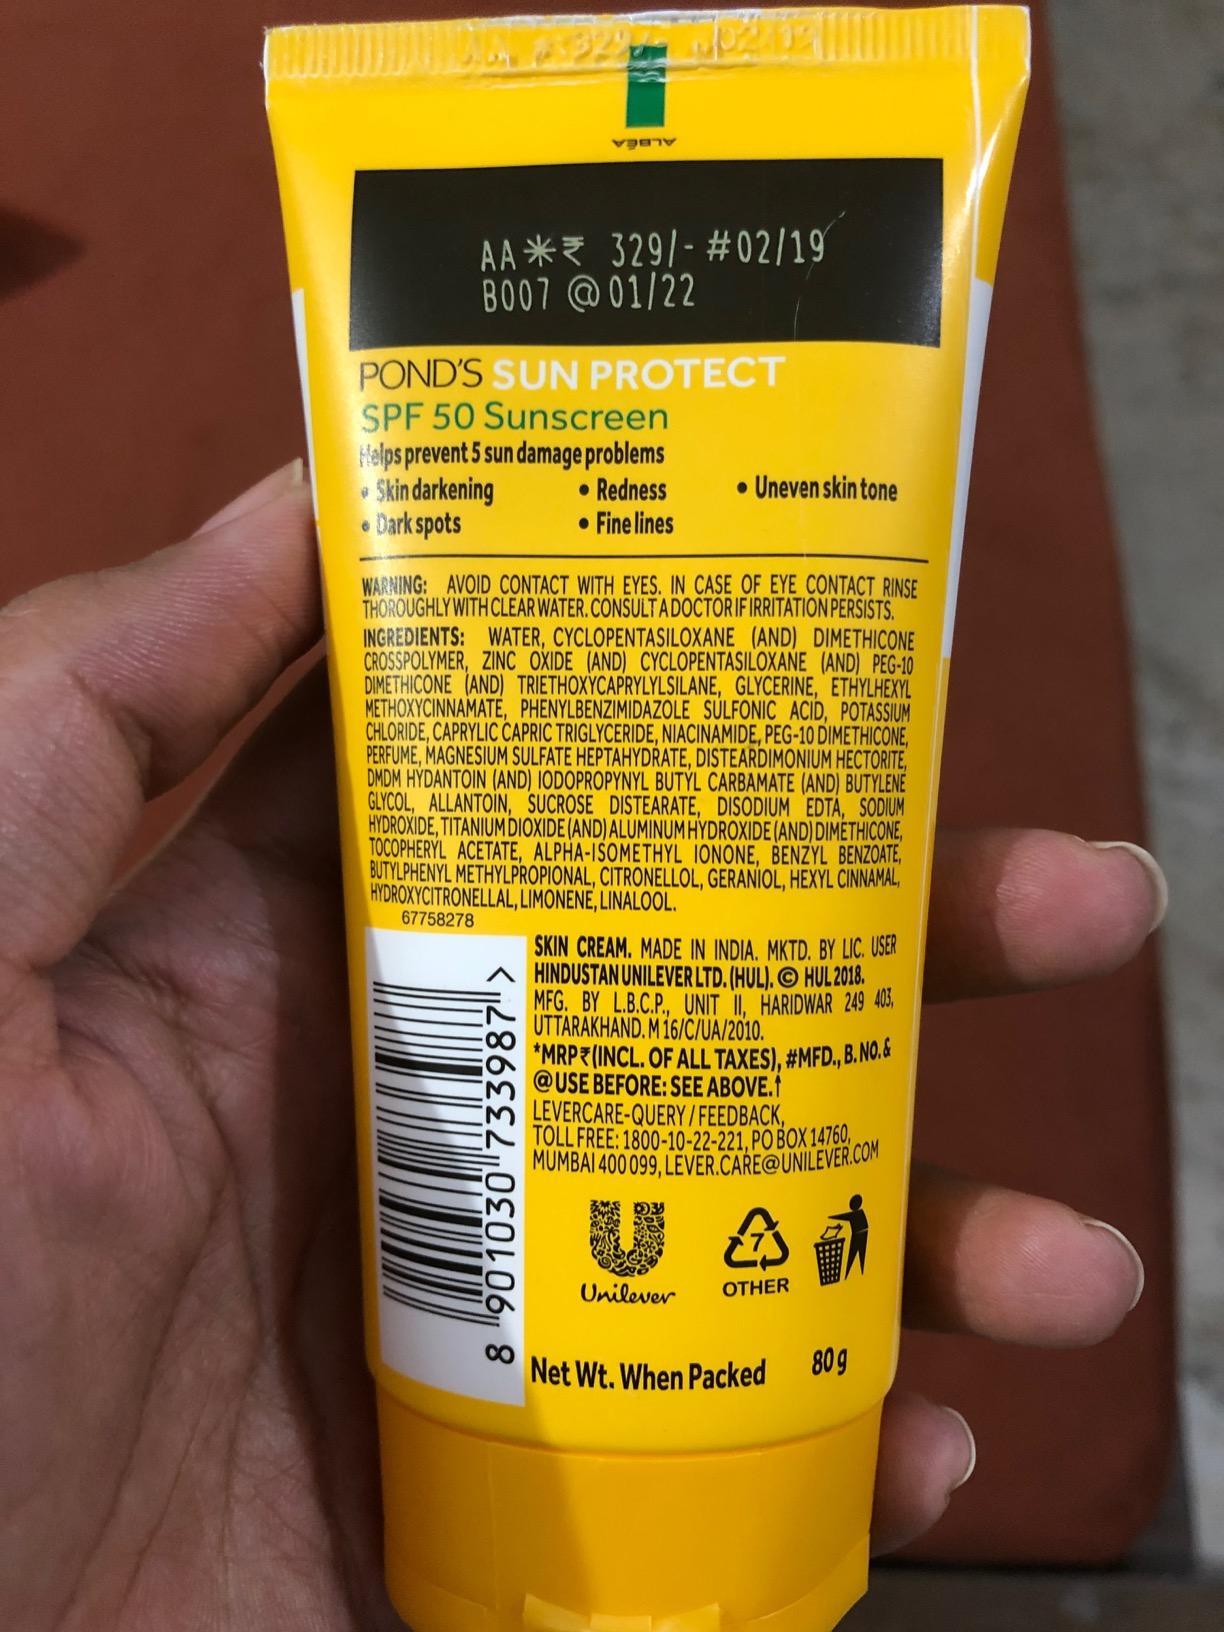 ALBÉA
AA*₹ 329/- #02/19
B007 @01/22
POND'S SUN PROTECT
SPF 50 Sunscreen
Helps prevent 5 sun damage problems
• Skin darkening • Redness • Uneven skin tone
• Dark spots • Fine lines
WARNING: AVOID CONTACT WITH EYES. IN CASE OF EYE CONTACT RINSE
THOROUGHLY WITH CLEAR WATER. CONSULT A DOCTOR IF IRRITATION PERSISTS.
INGREDIENTS: WATER, CYCLOPENTASILOXANE (AND) DIMETHICONE
CROSSPOLYMER, ZINC OXIDE (AND) CYCLOPENTASILOXANE (AND) PEG-10
DIMETHICONE (AND) TRIETHOXYCAPRYLYLSILANE, GLYCERINE, ETHYLHEXYL
METHOXYCINNAMATE, PHENYLBENZIMIDAZOLE SULFONIC ACID, POTASSIUM
CHLORIDE, CAPRYLIC CAPRIC TRIGLYCERIDE, NIACINAMIDE, PEG-10 DIMETHICONE,
PERFUME, MAGNESIUM SULFATE HEPTAHYDRATE, DISTEARDIMONIUM HECTORITE,
DMDM HYDANTOIN (AND) IODOPROPYNYL BUTYL CARBAMATE (AND) BUTYLENE
GLYCOL, ALLANTOIN, SUCROSE DISTEARATE, DISODIUM EDTA, SODIUM
HYDROXIDE, TITANIUM DIOXIDE (AND) ALUMINUM HYDROXIDE (AND) DIMETHICONE,
TOCOPHERYL ACETATE, ALPHA-ISOMETHYL IONONE, BENZYL BENZOATE,
BUTYLPHENYL METHYLPROPIONAL, CITRONELLOL, GERANIOL, HEXYL CINNAMAL,
HYDROXYCITRONELLAL, LIMONENE, LINALOOL.
67758278
SKIN CREAM. MADE IN INDIA. MKTD. BY LIC. USER
HINDUSTAN UNILEVER LTD. (HUL). © HUL 2018.
MFG. BY L.B.C.P., UNIT II, HARIDWAR 249 403,
UTTARAKHAND. M 16/C/UA/2010.
*MRP₹(INCL. OF ALL TAXES), #MFD., B. NO. &
@USE BEFORE: SEE ABOVE.↑
LEVERCARE-QUERY / FEEDBACK,
TOLL FREE: 1800-10-22-221, PO BOX 14760,
MUMBAI 400 099, LEVER.CARE@UNILEVER.COM
8 901030 733987 >
Unilever
7
OTHER
Net Wt. When Packed 80 g